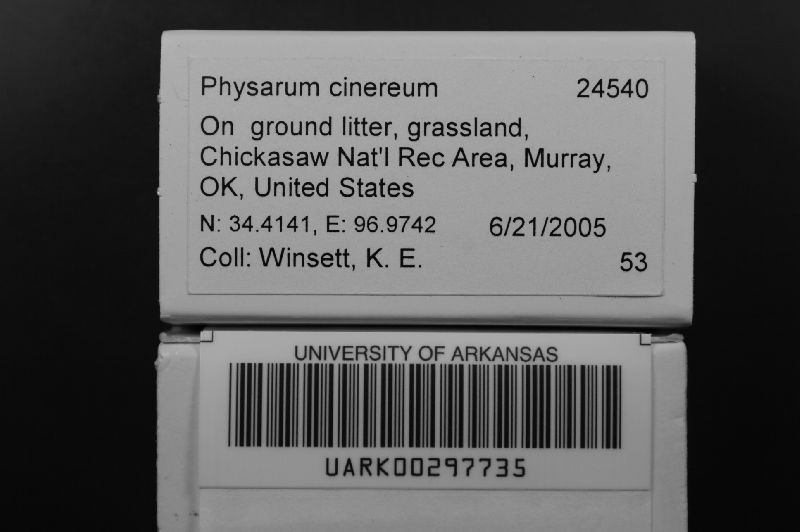 Physarum cinereum 24540
On ground litter, grassland,
Chickasaw Nat'l Rec Area, Murray,
OK, United States
N: 34.4141, E: 96.9742 6/21/2005
Coll: Winsett, K. E. 53
UNIVERSITY OF ARKANSAS
UARK00297735